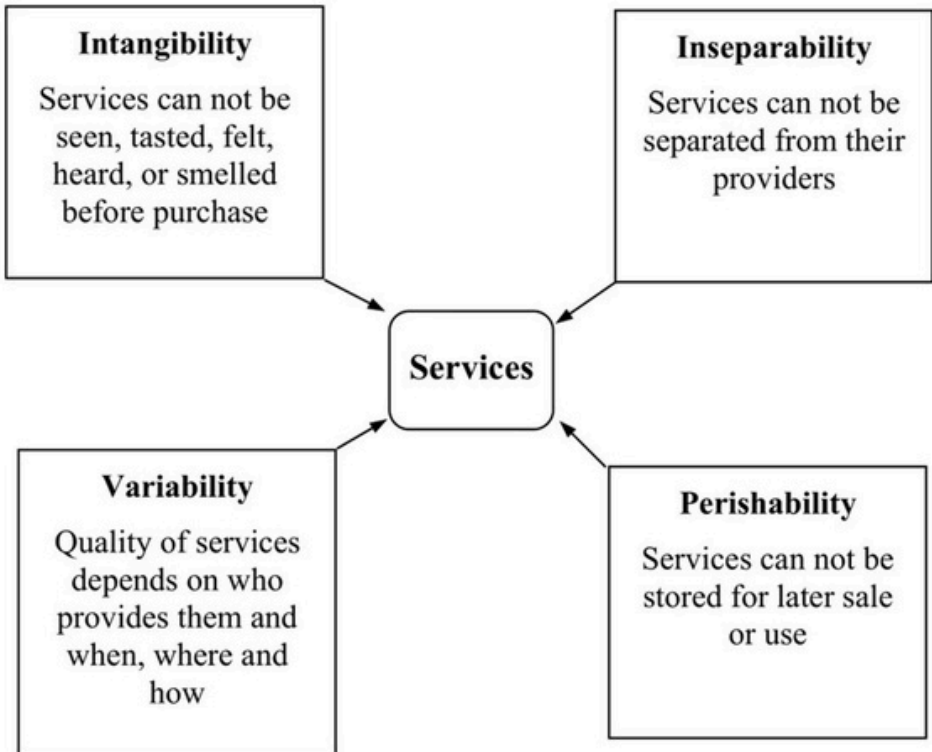 Intangibility
Services can not be
seen, tasted, felt,
heard, or smelled
before purchase
Inseparability
Services can not be
separated from their
providers
Services
Variability
Quality of services
depends on who
provides them and
when, where and
how
Perishability
Services can not be
stored for later sale
or use